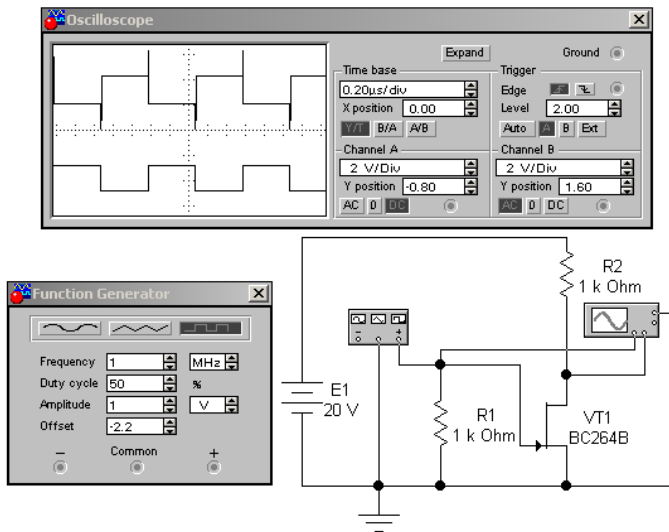 Oscilloscope
Expand
Ground
Time base
0.20µs/div
X position 0.00
Y/T B/A A/B
Trigger
Edge
Level 2.00
Auto A B Ext
Channel A
2 V/Div
Y position -0.80
AC 0 DC
Channel B
2 V/Div
Y position 1.60
AC 0 DC
Function Generator
Frequency 1 MHz
Duty cycle 50 %
Amplitude 1 V
Offset -2.2
− Common +
R2
1 k Ohm
− +
E1
20 V
R1
1 k Ohm
VT1
BC264B